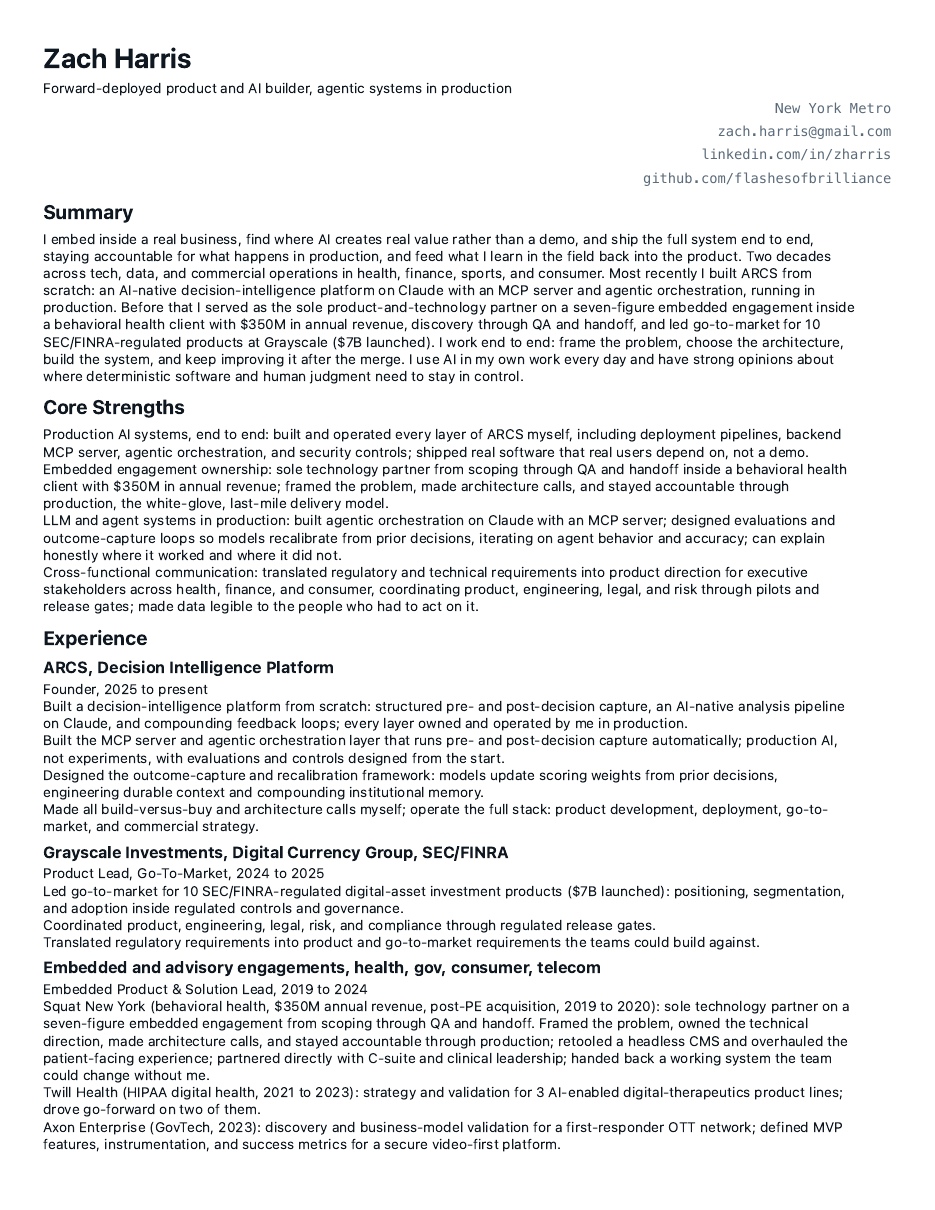 Zach Harris
Forward-deployed product and AI builder, agentic systems in production
New York Metro
zach.harris@gmail.com
linkedin.com/in/zharris
github.com/flashesofbrilliance
Summary
I embed inside a real business, find where AI creates real value rather than a demo, and ship the full system end to end,
staying accountable for what happens in production, and feed what I learn in the field back into the product. Two decades
across tech, data, and commercial operations in health, finance, sports, and consumer. Most recently I built ARCS from
scratch: an AI-native decision-intelligence platform on Claude with an MCP server and agentic orchestration, running in
production. Before that I served as the sole product-and-technology partner on a seven-figure embedded engagement inside
a behavioral health client with $350M in annual revenue, discovery through QA and handoff, and led go-to-market for 10
SEC/FINRA-regulated products at Grayscale ($7B launched). I work end to end: frame the problem, choose the architecture,
build the system, and keep improving it after the merge. I use AI in my own work every day and have strong opinions about
where deterministic software and human judgment need to stay in control.
Core Strengths
Production AI systems, end to end: built and operated every layer of ARCS myself, including deployment pipelines, backend
MCP server, agentic orchestration, and security controls; shipped real software that real users depend on, not a demo.
Embedded engagement ownership: sole technology partner from scoping through QA and handoff inside a behavioral health
client with $350M in annual revenue; framed the problem, made architecture calls, and stayed accountable through
production, the white-glove, last-mile delivery model.
LLM and agent systems in production: built agentic orchestration on Claude with an MCP server; designed evaluations and
outcome-capture loops so models recalibrate from prior decisions, iterating on agent behavior and accuracy; can explain
honestly where it worked and where it did not.
Cross-functional communication: translated regulatory and technical requirements into product direction for executive
stakeholders across health, finance, and consumer, coordinating product, engineering, legal, and risk through pilots and
release gates; made data legible to the people who had to act on it.
Experience
ARCS, Decision Intelligence Platform
Founder, 2025 to present
Built a decision-intelligence platform from scratch: structured pre- and post-decision capture, an AI-native analysis pipeline
on Claude, and compounding feedback loops; every layer owned and operated by me in production.
Built the MCP server and agentic orchestration layer that runs pre- and post-decision capture automatically; production AI,
not experiments, with evaluations and controls designed from the start.
Designed the outcome-capture and recalibration framework: models update scoring weights from prior decisions,
engineering durable context and compounding institutional memory.
Made all build-versus-buy and architecture calls myself; operate the full stack: product development, deployment, go-to-
market, and commercial strategy.
Grayscale Investments, Digital Currency Group, SEC/FINRA
Product Lead, Go-To-Market, 2024 to 2025
Led go-to-market for 10 SEC/FINRA-regulated digital-asset investment products ($7B launched): positioning, segmentation,
and adoption inside regulated controls and governance.
Coordinated product, engineering, legal, risk, and compliance through regulated release gates.
Translated regulatory requirements into product and go-to-market requirements the teams could build against.
Embedded and advisory engagements, health, gov, consumer, telecom
Embedded Product & Solution Lead, 2019 to 2024
Squat New York (behavioral health, $350M annual revenue, post-PE acquisition, 2019 to 2020): sole technology partner on a
seven-figure embedded engagement from scoping through QA and handoff. Framed the problem, owned the technical
direction, made architecture calls, and stayed accountable through production; retooled a headless CMS and overhauled the
patient-facing experience; partnered directly with C-suite and clinical leadership; handed back a working system the team
could change without me.
Twill Health (HIPAA digital health, 2021 to 2023): strategy and validation for 3 AI-enabled digital-therapeutics product lines;
drove go-forward on two of them.
Axon Enterprise (GovTech, 2023): discovery and business-model validation for a first-responder OTT network; defined MVP
features, instrumentation, and success metrics for a secure video-first platform.